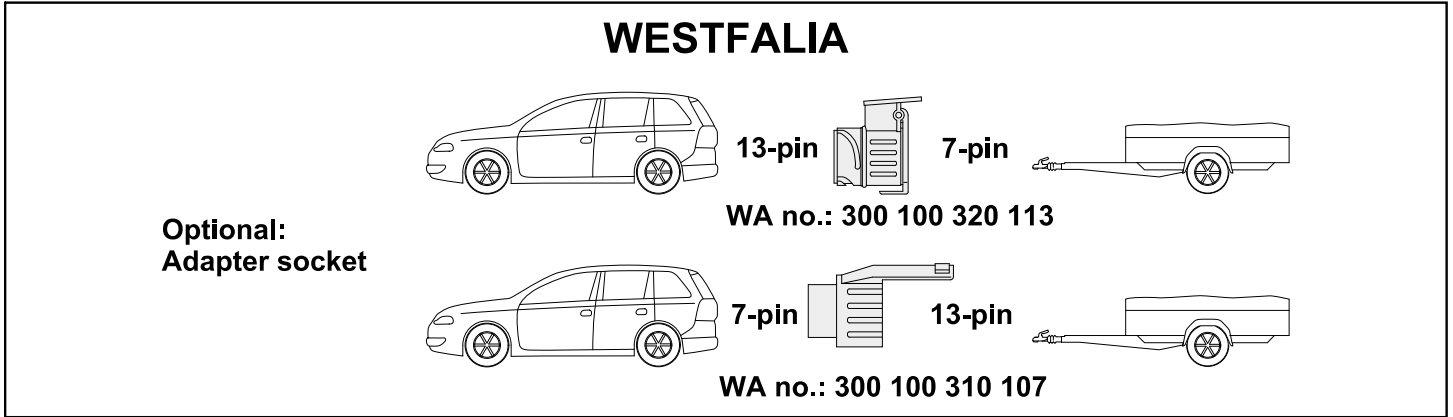 WESTFALIA
13-pin 7-pin
WA no.: 300 100 320 113
Optional:
Adapter socket
7-pin 13-pin
WA no.: 300 100 310 107